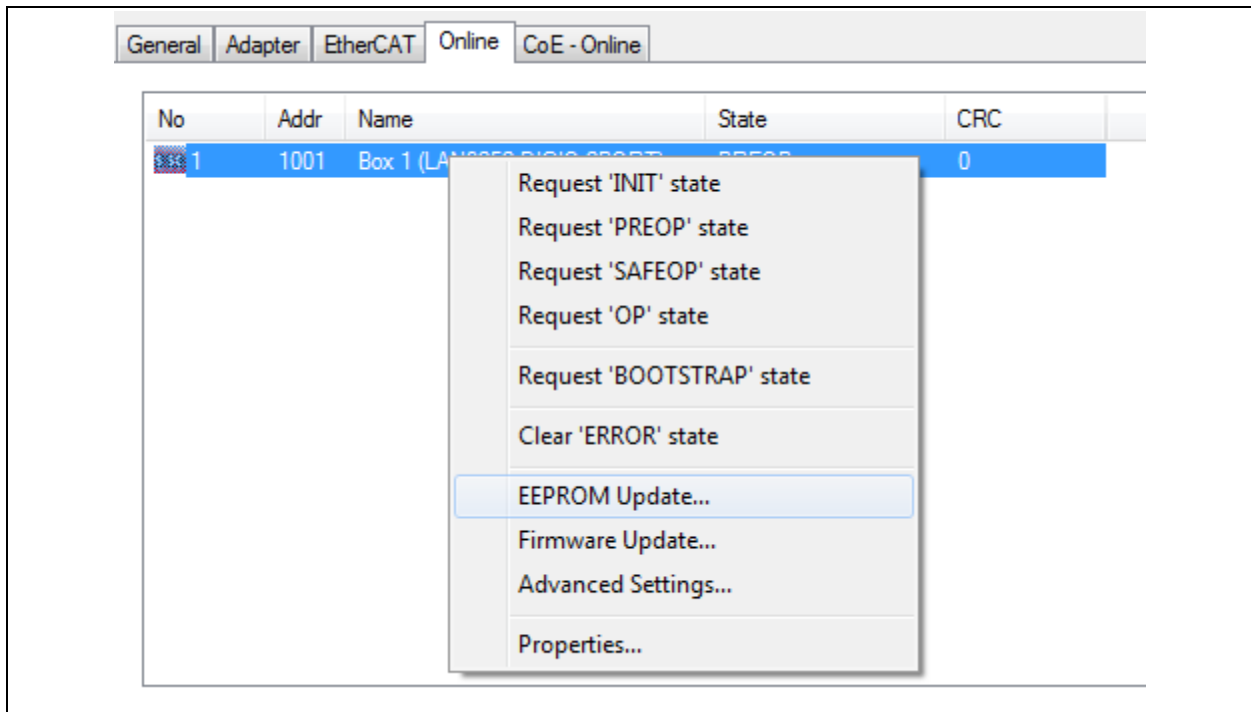 General Adapter EtherCAT Online CoE - Online
No Addr Name State CRC
1 1001 Box 1 0
Request 'INIT' state
Request 'PREOP' state
Request 'SAFEOP' state
Request 'OP' state
Request 'BOOTSTRAP' state
Clear 'ERROR' state
EEPROM Update...
Firmware Update...
Advanced Settings...
Properties...